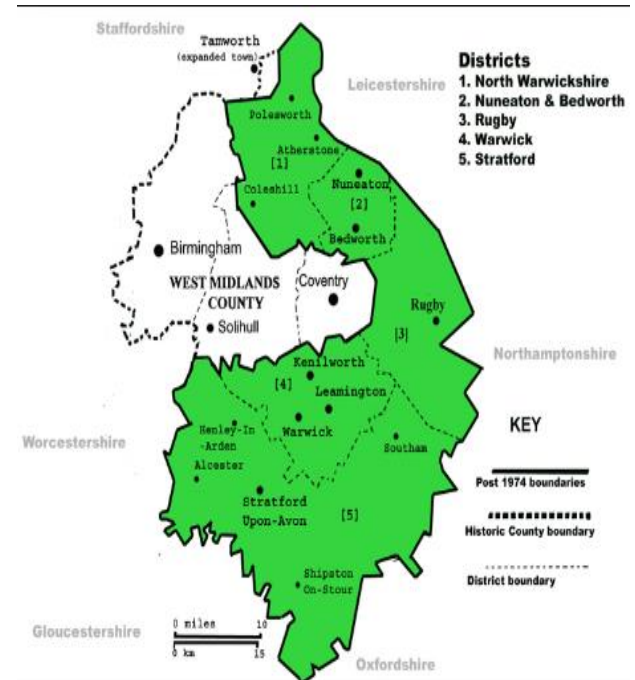 Staffordshire
Tamworth
(expanded town)
Leicestershire
Districts
1. North Warwickshire
2. Nuneaton & Bedworth
3. Rugby
4. Warwick
5. Stratford
Polesworth
Atherstone
[1]
Nuneaton
Coleshill
[2]
Bedworth
Birmingham
WEST MIDLANDS
COUNTY
Coventry
Solihull
Rugby
[3]
Northamptonshire
Kenilworth
[4]
Leamington
Warwick
Henley-In
-Arden
Southam
Worcestershire
Alcester
Stratford
Upon-Avon
[5]
KEY
Post 1974 boundaries
Historic County boundary
District boundary
Shipston
On-Stour
Gloucestershire
0 miles 10
0 km 15
Oxfordshire